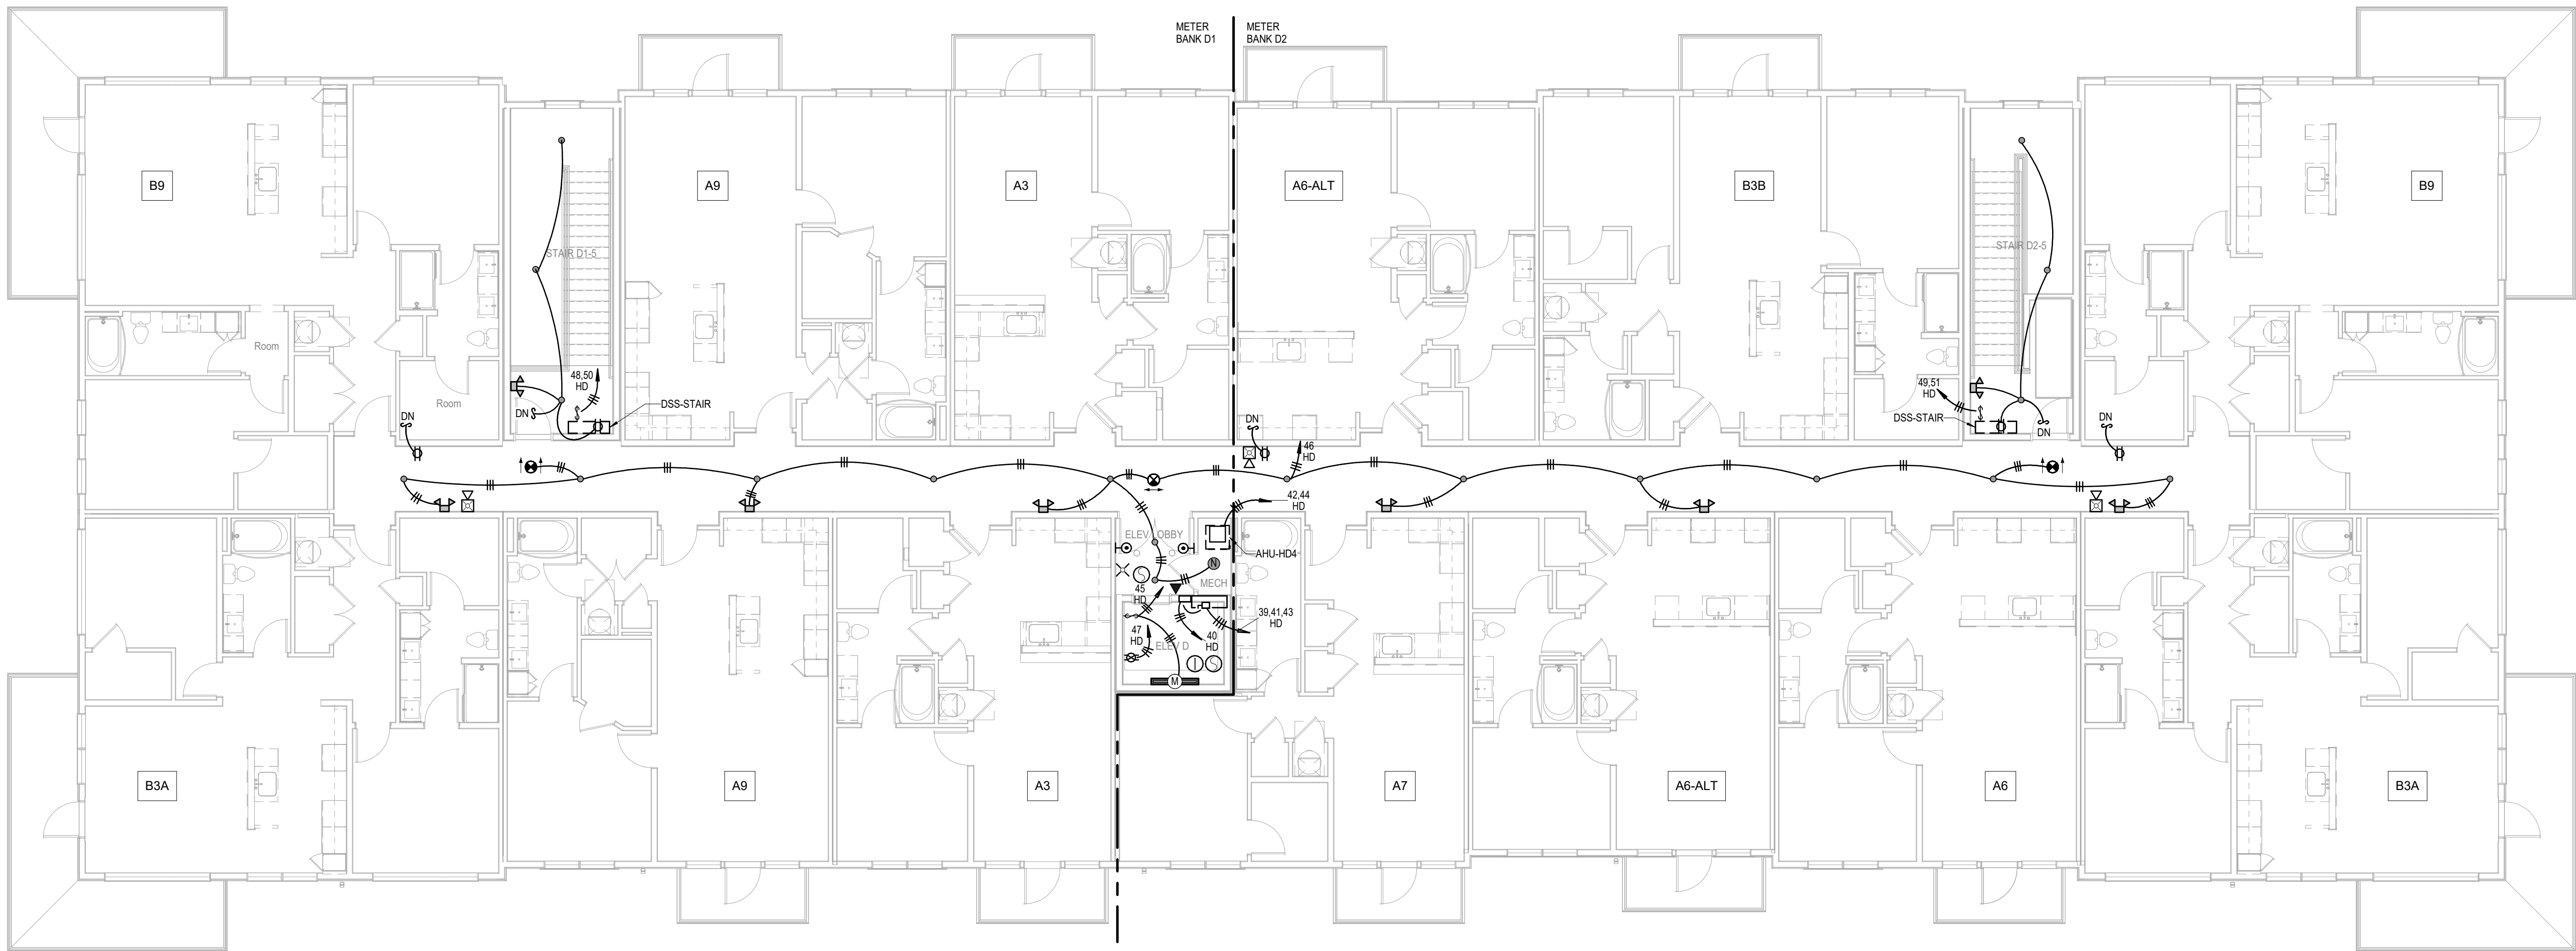 METER
BANK D1
METER
BANK D2
B9
A9
A3
A6-ALT
B3B
B9
STAIR D1-5
STAIR D2-5
Room
Room
48,50
HD
DN
DN
DSS-STAIR
49,51
HD
DSS-STAIR
DN
DN
DN
46
HD
42,44
HD
ELEV LOBBY
AHU-HD4
N
MECH
45
HD
39,41,43
HD
47
HD
40
HD
ELEV D
M
B3A
A9
A3
A7
A6-ALT
A6
B3A